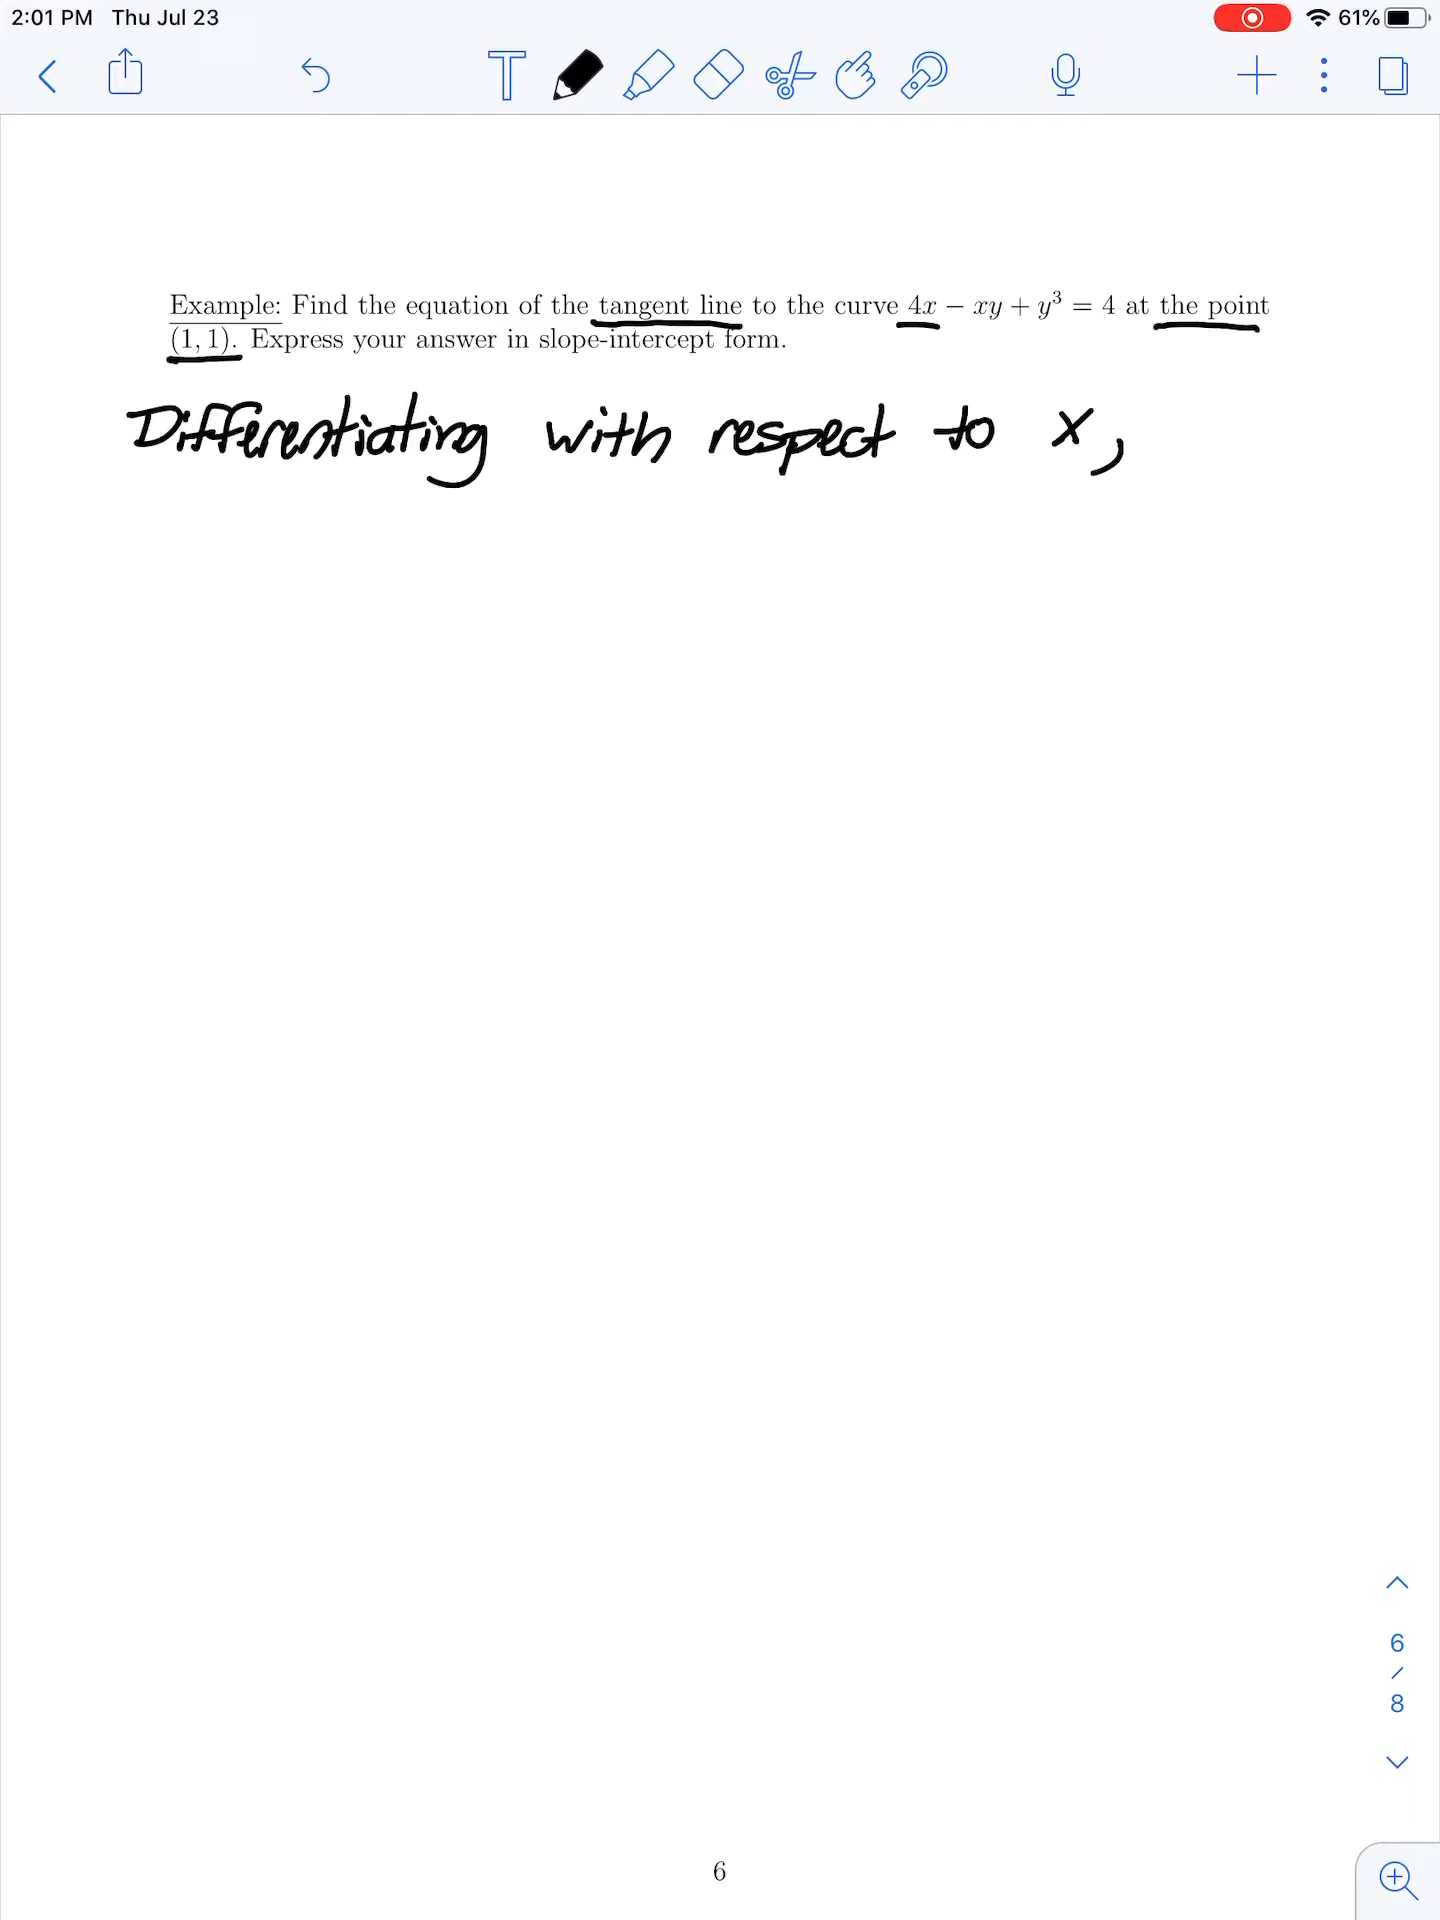 2:01 PM Thu Jul 23 61%
T
Example: Find the equation of the tangent line to the curve 4x − xy + y³ = 4 at the point
(1, 1). Express your answer in slope-intercept form.
Differentiating with respect to x,
6
/
8
6